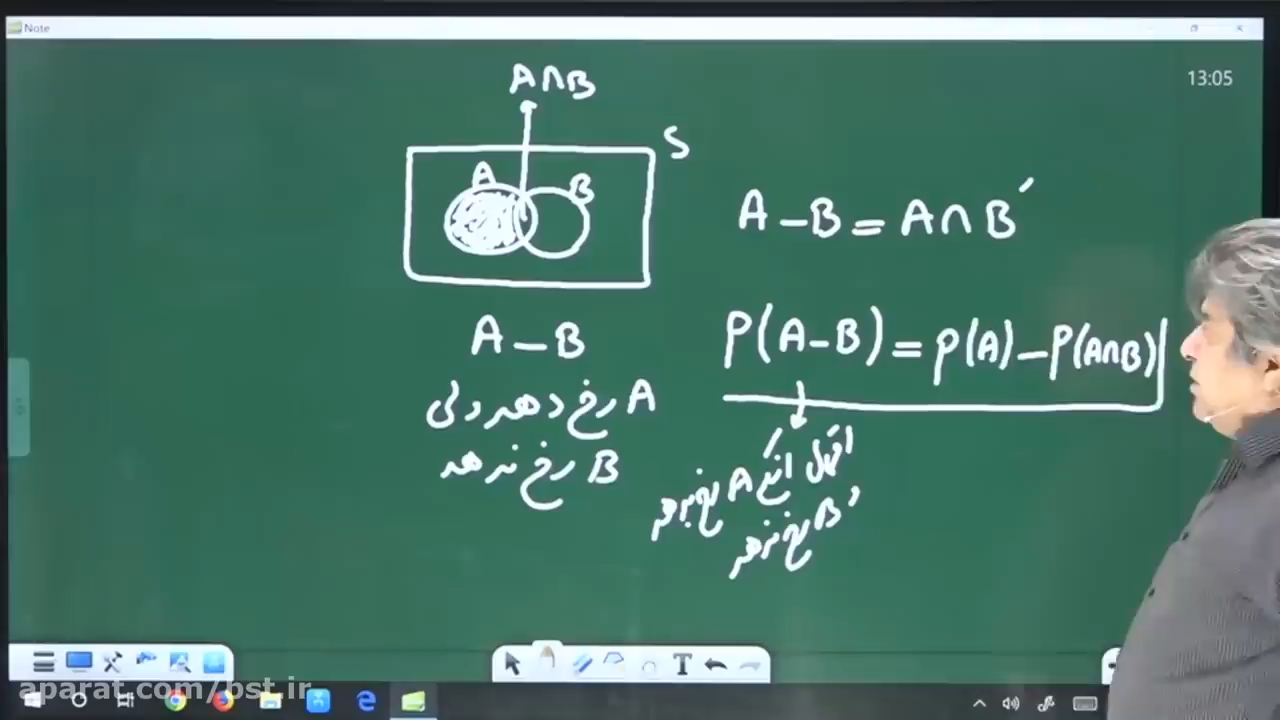 Note
13:05
A∩B
S
A
B
A-B = A∩B′
A-B
P(A-B) = P(A) - P(A∩B)
A رخ دهد ولی
B رخ ندهد
احتمال اینکه
A رخ بدهد
و B رخ ندهد
T
aparat.com/bst.ir